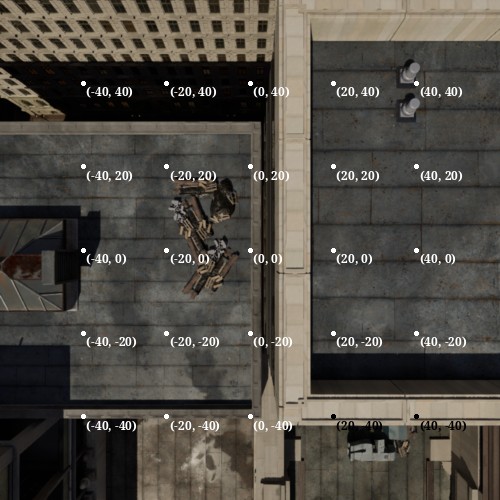 (-40, 40) (-20, 40) (0, 40) (20, 40) (40, 40)
(-40, 20) (-20, 20) (0, 20) (20, 20) (40, 20)
(-40, 0) (-20, 0) (0, 0) (20, 0) (40, 0)
(-40, -20) (-20, -20) (0, -20) (20, -20) (40, -20)
(-40, -40) (-20, -40) (0, -40) (20, -40) (40, -40)